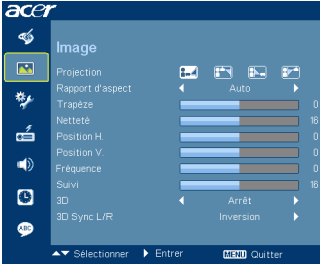 acer
Image
Projection
Rapport d'aspect Auto
Trapèze 0
Netteté 16
Position H. 0
Position V. 0
Fréquence 0
Suivi 16
3D Arrêt
3D Sync L/R Inversion
ABC
Sélectionner Entrer MENU Quitter